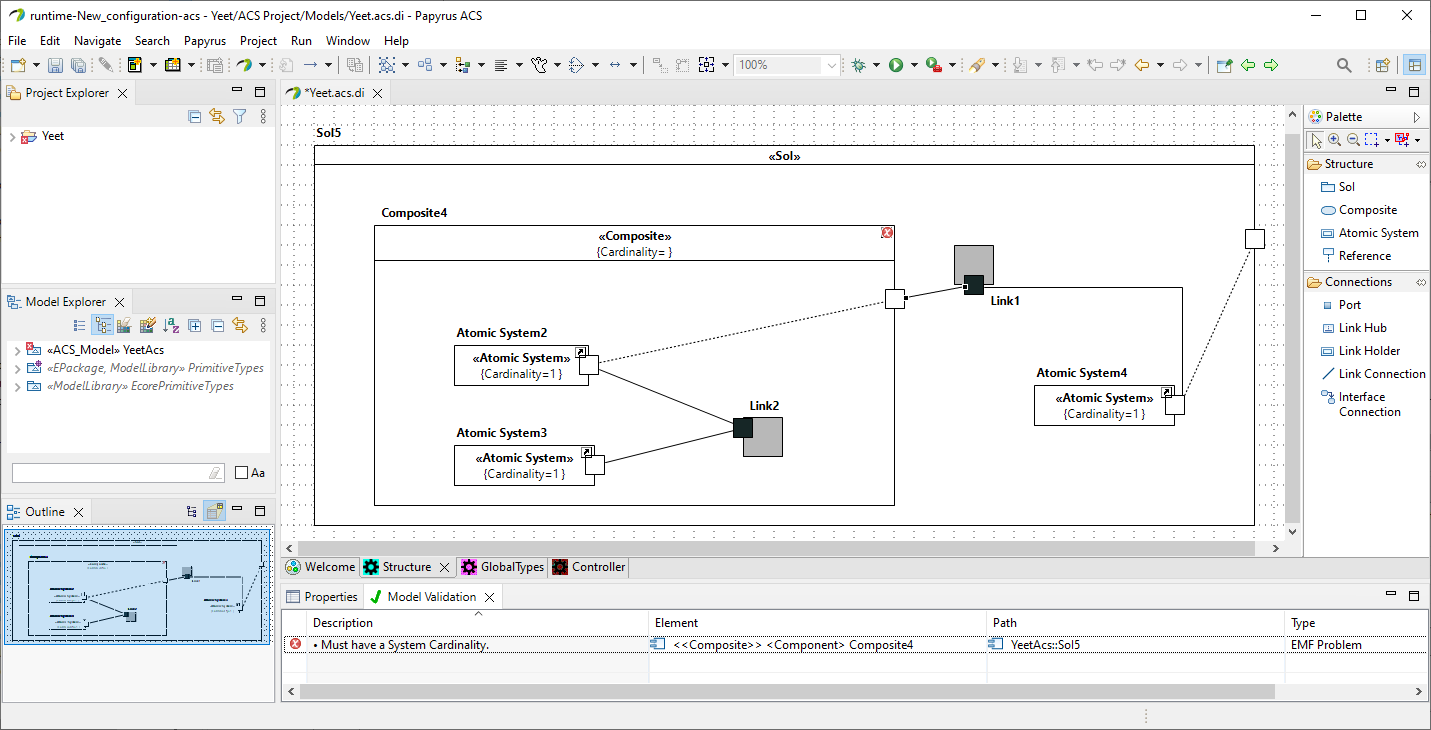 runtime-New_configuration-acs - Yeet/ACS Project/Models/Yeet.acs.di - Papyrus ACS
File Edit Navigate Search Papyrus Project Run Window Help
100%
Project Explorer
Yeet
Model Explorer
«ACS_Model» YeetAcs
«EPackage, ModelLibrary» PrimitiveTypes
«ModelLibrary» EcorePrimitiveTypes
Aa
Outline
*Yeet.acs.di
Sol5
«Sol»
Composite4
«Composite»
{Cardinality= }
Link1
Atomic System2
«Atomic System»
{Cardinality=1 }
Atomic System4
«Atomic System»
{Cardinality=1 }
Link2
Atomic System3
«Atomic System»
{Cardinality=1 }
Palette
Structure
Sol
Composite
Atomic System
Reference
Connections
Port
Link Hub
Link Holder
Link Connection
Interface
Connection
Welcome Structure GlobalTypes Controller
Properties Model Validation
Description Element Path Type
• Must have a System Cardinality. <<Composite>> <Component> Composite4 YeetAcs::Sol5 EMF Problem